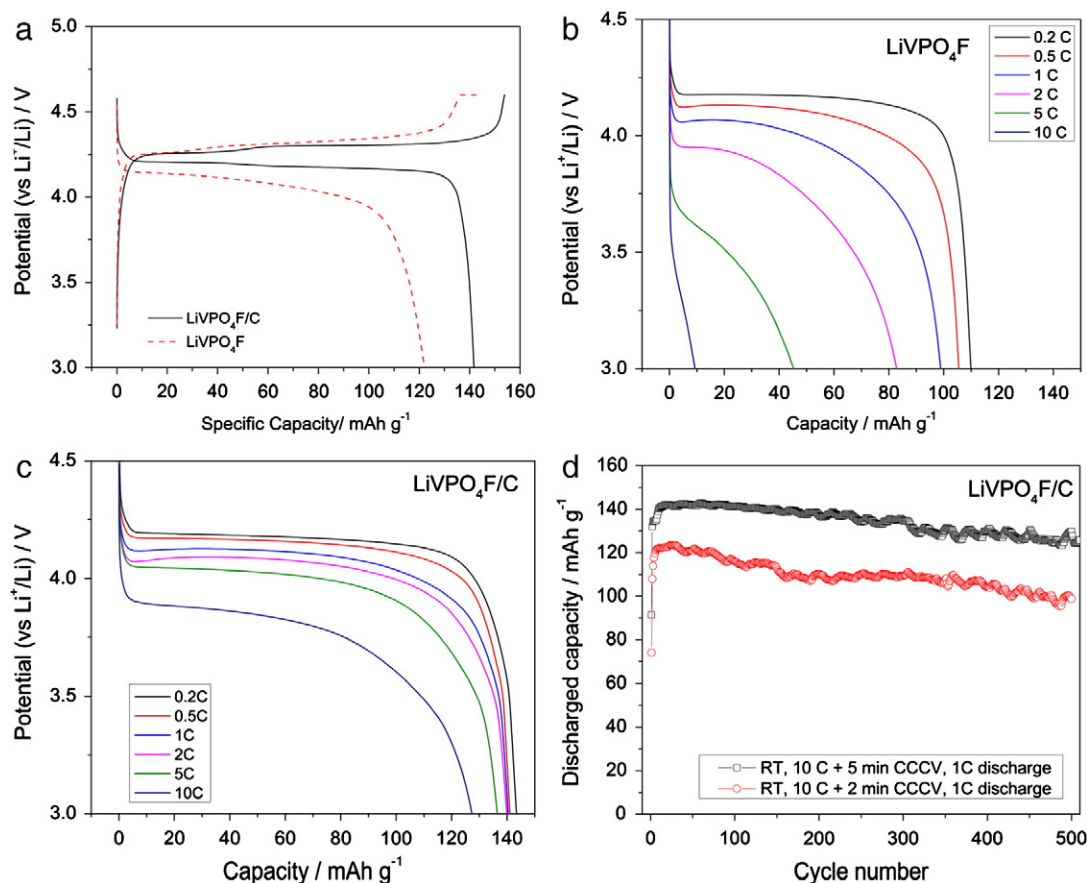 a
5.0
4.5
4.0
3.5
3.0
Potential (vs Li⁺/Li) / V
LiVPO₄F/C
LiVPO₄F
0 20 40 60 80 100 120 140 160
Specific Capacity/ mAh g⁻¹
b
LiVPO₄F
4.5
4.0
3.5
3.0
Potential (vs Li⁺/Li) / V
0.2 C
0.5 C
1 C
2 C
5 C
10 C
0 20 40 60 80 100 120 140
Capacity / mAh g⁻¹
c
LiVPO₄F/C
4.5
4.0
3.5
3.0
Potential (vs Li⁺/Li) / V
0.2C
0.5C
1C
2C
5C
10C
0 20 40 60 80 100 120 140
Capacity / mAh g⁻¹
d
LiVPO₄F/C
160
140
120
100
80
60
40
20
0
Discharged capacity / mAh g⁻¹
RT, 10 C + 5 min CCCV, 1C discharge
RT, 10 C + 2 min CCCV, 1C discharge
0 100 200 300 400 500
Cycle number